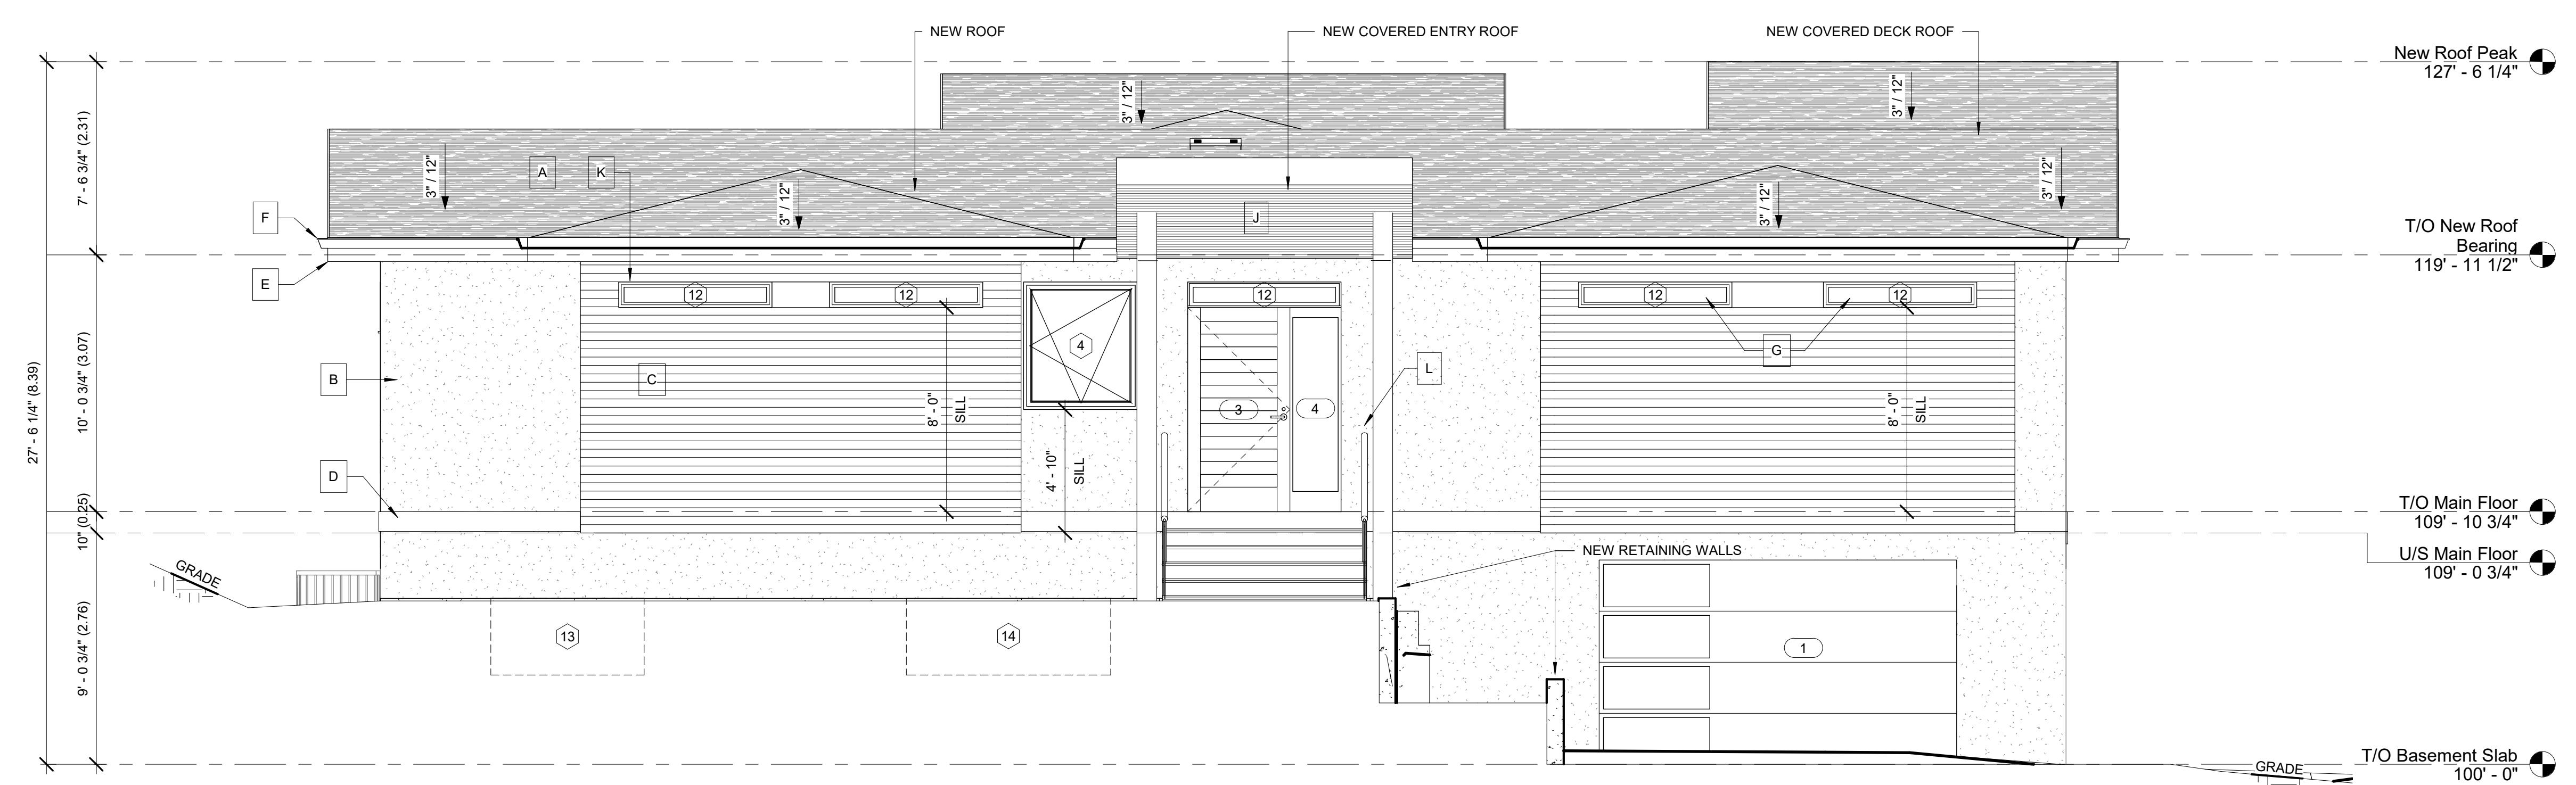 NEW ROOF
NEW COVERED ENTRY ROOF
NEW COVERED DECK ROOF
New Roof Peak
127' - 6 1/4"
3" / 12"
3" / 12"
7' - 6 3/4" (2.31)
3" / 12"
A
K
3" / 12"
J
3" / 12"
3" / 12"
F
E
T/O New Roof
Bearing
119' - 11 1/2"
12
12
12
12
12
27' - 6 1/4" (8.39)
10' - 0 3/4" (3.07)
B
C
8' - 0"
SILL
4
3
4
L
G
8' - 0"
SILL
D
4' - 10"
SILL
10" (0.25)
T/O Main Floor
109' - 10 3/4"
U/S Main Floor
109' - 0 3/4"
NEW RETAINING WALLS
GRADE
9' - 0 3/4" (2.76)
13
14
1
T/O Basement Slab
100' - 0"
GRADE